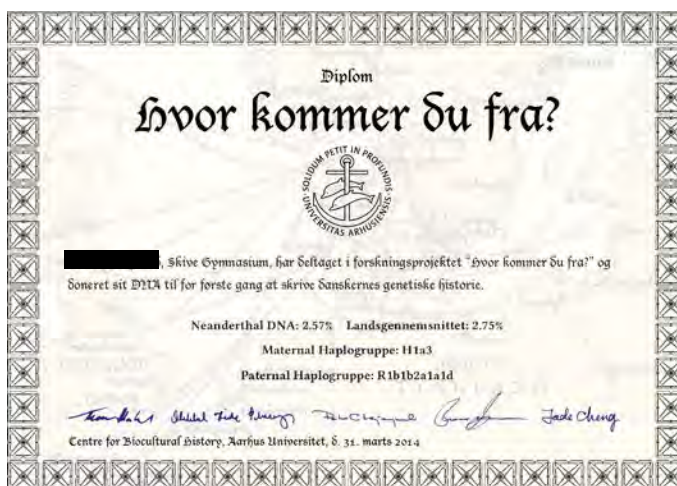 Diplom
Hvor kommer du fra?
SOLIDUM PETIT IN PROFUNDIS
UNIVERSITAS ARHUSIENSIS
, Skive Gymnasium, har deltaget i forskningsprojektet "Hvor kommer du fra?" og
doneret sit DNA til for første gang at skrive danskernes genetiske historie.
Neanderthal DNA: 2.57% Landsgennemsnittet: 2.75%
Maternal Haplogruppe: H1a3
Paternal Haplogruppe: R1b1b2a1a1d
Jade Cheng
Centre for Biocultural History, Aarhus Universitet, d. 31. marts 2014